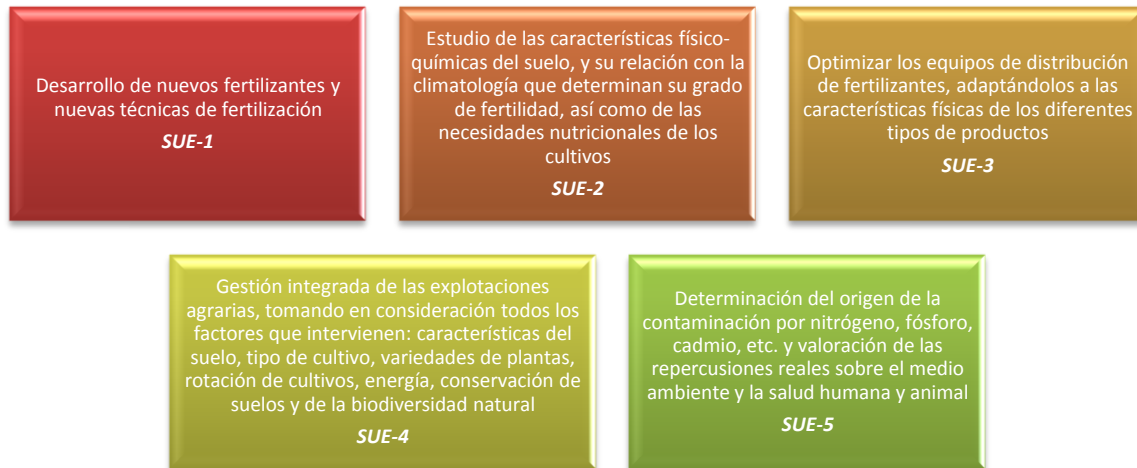 Desarrollo de nuevos fertilizantes y
nuevas técnicas de fertilización
SUE-1
Estudio de las características físico-
químicas del suelo, y su relación con la
climatología que determinan su grado
de fertilidad, así como de las
necesidades nutricionales de los
cultivos
SUE-2
Optimizar los equipos de distribución
de fertilizantes, adaptándolos a las
características físicas de los diferentes
tipos de productos
SUE-3
Gestión integrada de las explotaciones
agrarias, tomando en consideración todos los
factores que intervienen: características del
suelo, tipo de cultivo, variedades de plantas,
rotación de cultivos, energía, conservación de
suelos y de la biodiversidad natural
SUE-4
Determinación del origen de la
contaminación por nitrógeno, fósforo,
cadmio, etc. y valoración de las
repercusiones reales sobre el medio
ambiente y la salud humana y animal
SUE-5